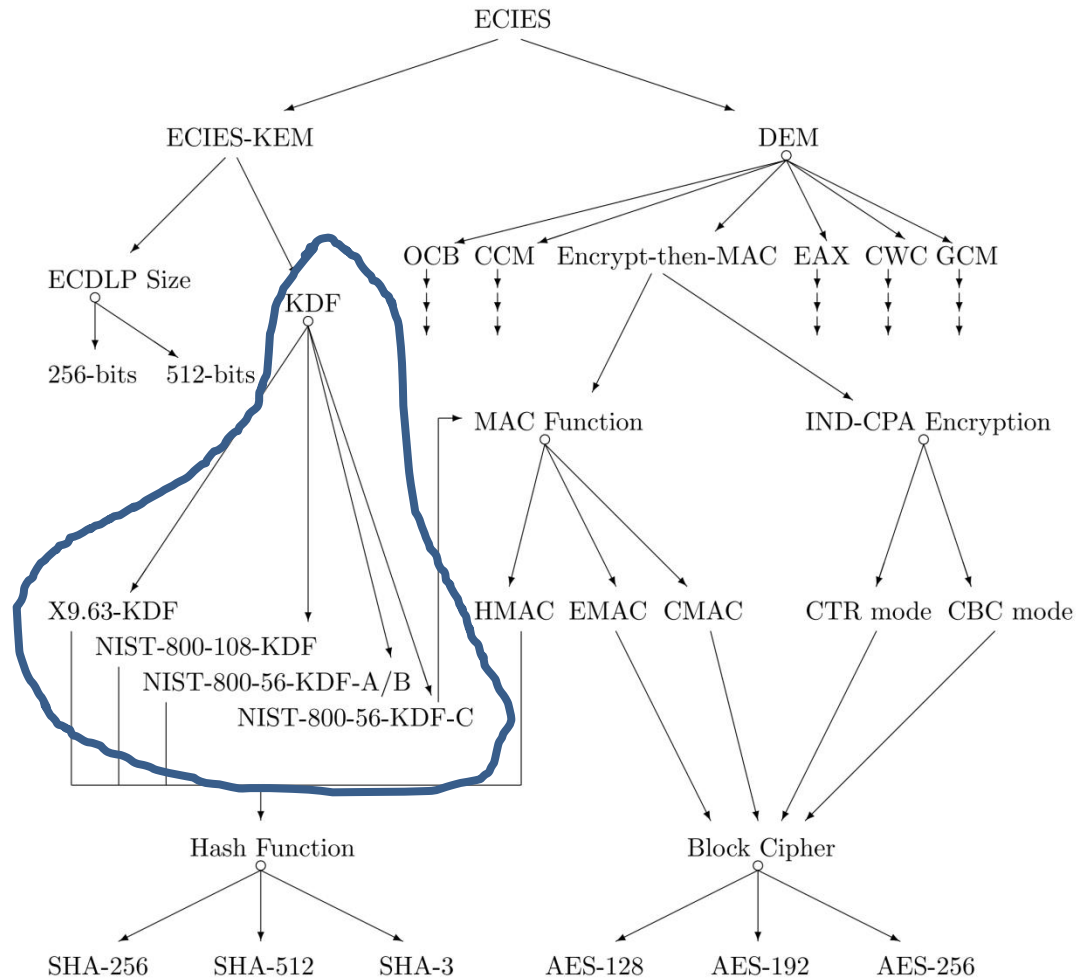 ECIES
ECIES-KEM DEM
OCB CCM Encrypt-then-MAC EAX CWC GCM
ECDLP Size
KDF
256-bits 512-bits
MAC Function IND-CPA Encryption
X9.63-KDF HMAC EMAC CMAC CTR mode CBC mode
NIST-800-108-KDF
NIST-800-56-KDF-A/B
NIST-800-56-KDF-C
Hash Function Block Cipher
SHA-256 SHA-512 SHA-3 AES-128 AES-192 AES-256